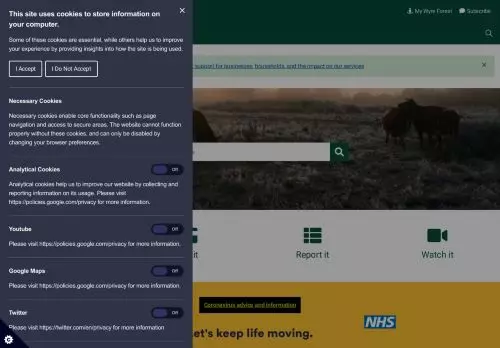 This site uses cookies to store information on
your computer.
Some of these cookies are essential, while others help us to
improve your experience by providing insights into how the site is being used.
I Accept
I Do Not Accept
Necessary Cookies
Necessary cookies enable core functionality such as page
navigation and access to secure areas. The website cannot function
properly without these cookies, and can only be disabled by
changing your browser preferences.
Analytical Cookies
Off
Analytical cookies help us to improve our website by collecting and
reporting information on its usage. Please visit
https://policies.google.com/privacy for more information.
Youtube
Off
Please visit https://policies.google.com/privacy for more information.
Google Maps
Off
Please visit https://policies.google.com/privacy for more information.
Twitter
Off
Please visit https://twitter.com/en/privacy for more information
My Wyre Forest
Subscribe
support for businesses, households, and the impact on our services
it
Report it
Watch it
Coronavirus advice and information
let's keep life moving.
NHS